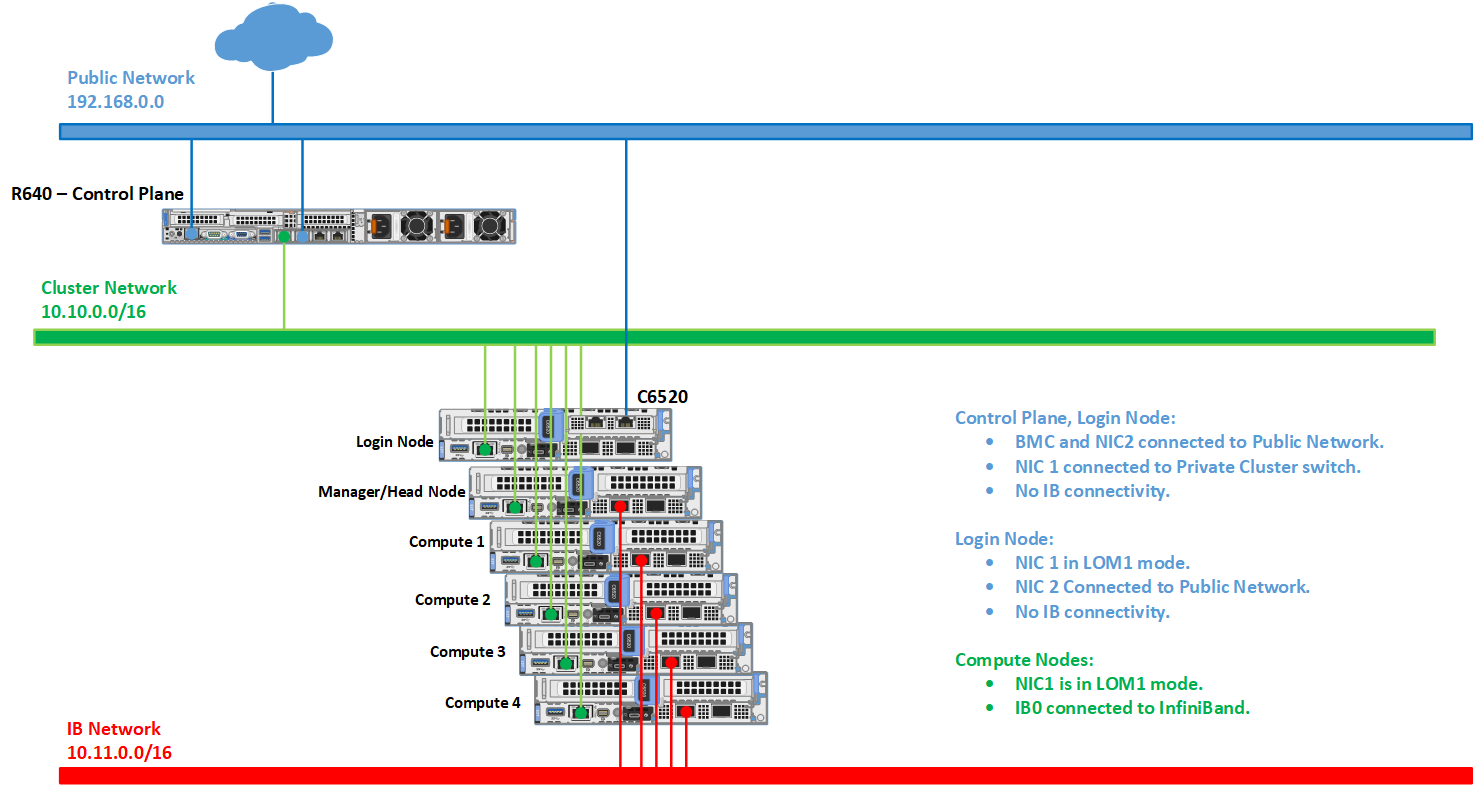 Public Network
192.168.0.0
R640 – Control Plane
Cluster Network
10.10.0.0/16
C6520
Login Node
Manager/Head Node
Compute 1
Compute 2
Compute 3
Compute 4
Control Plane, Login Node:
• BMC and NIC2 connected to Public Network.
• NIC 1 connected to Private Cluster switch.
• No IB connectivity.
Login Node:
• NIC 1 in LOM1 mode.
• NIC 2 Connected to Public Network.
• No IB connectivity.
Compute Nodes:
• NIC1 is in LOM1 mode.
• IB0 connected to InfiniBand.
IB Network
10.11.0.0/16